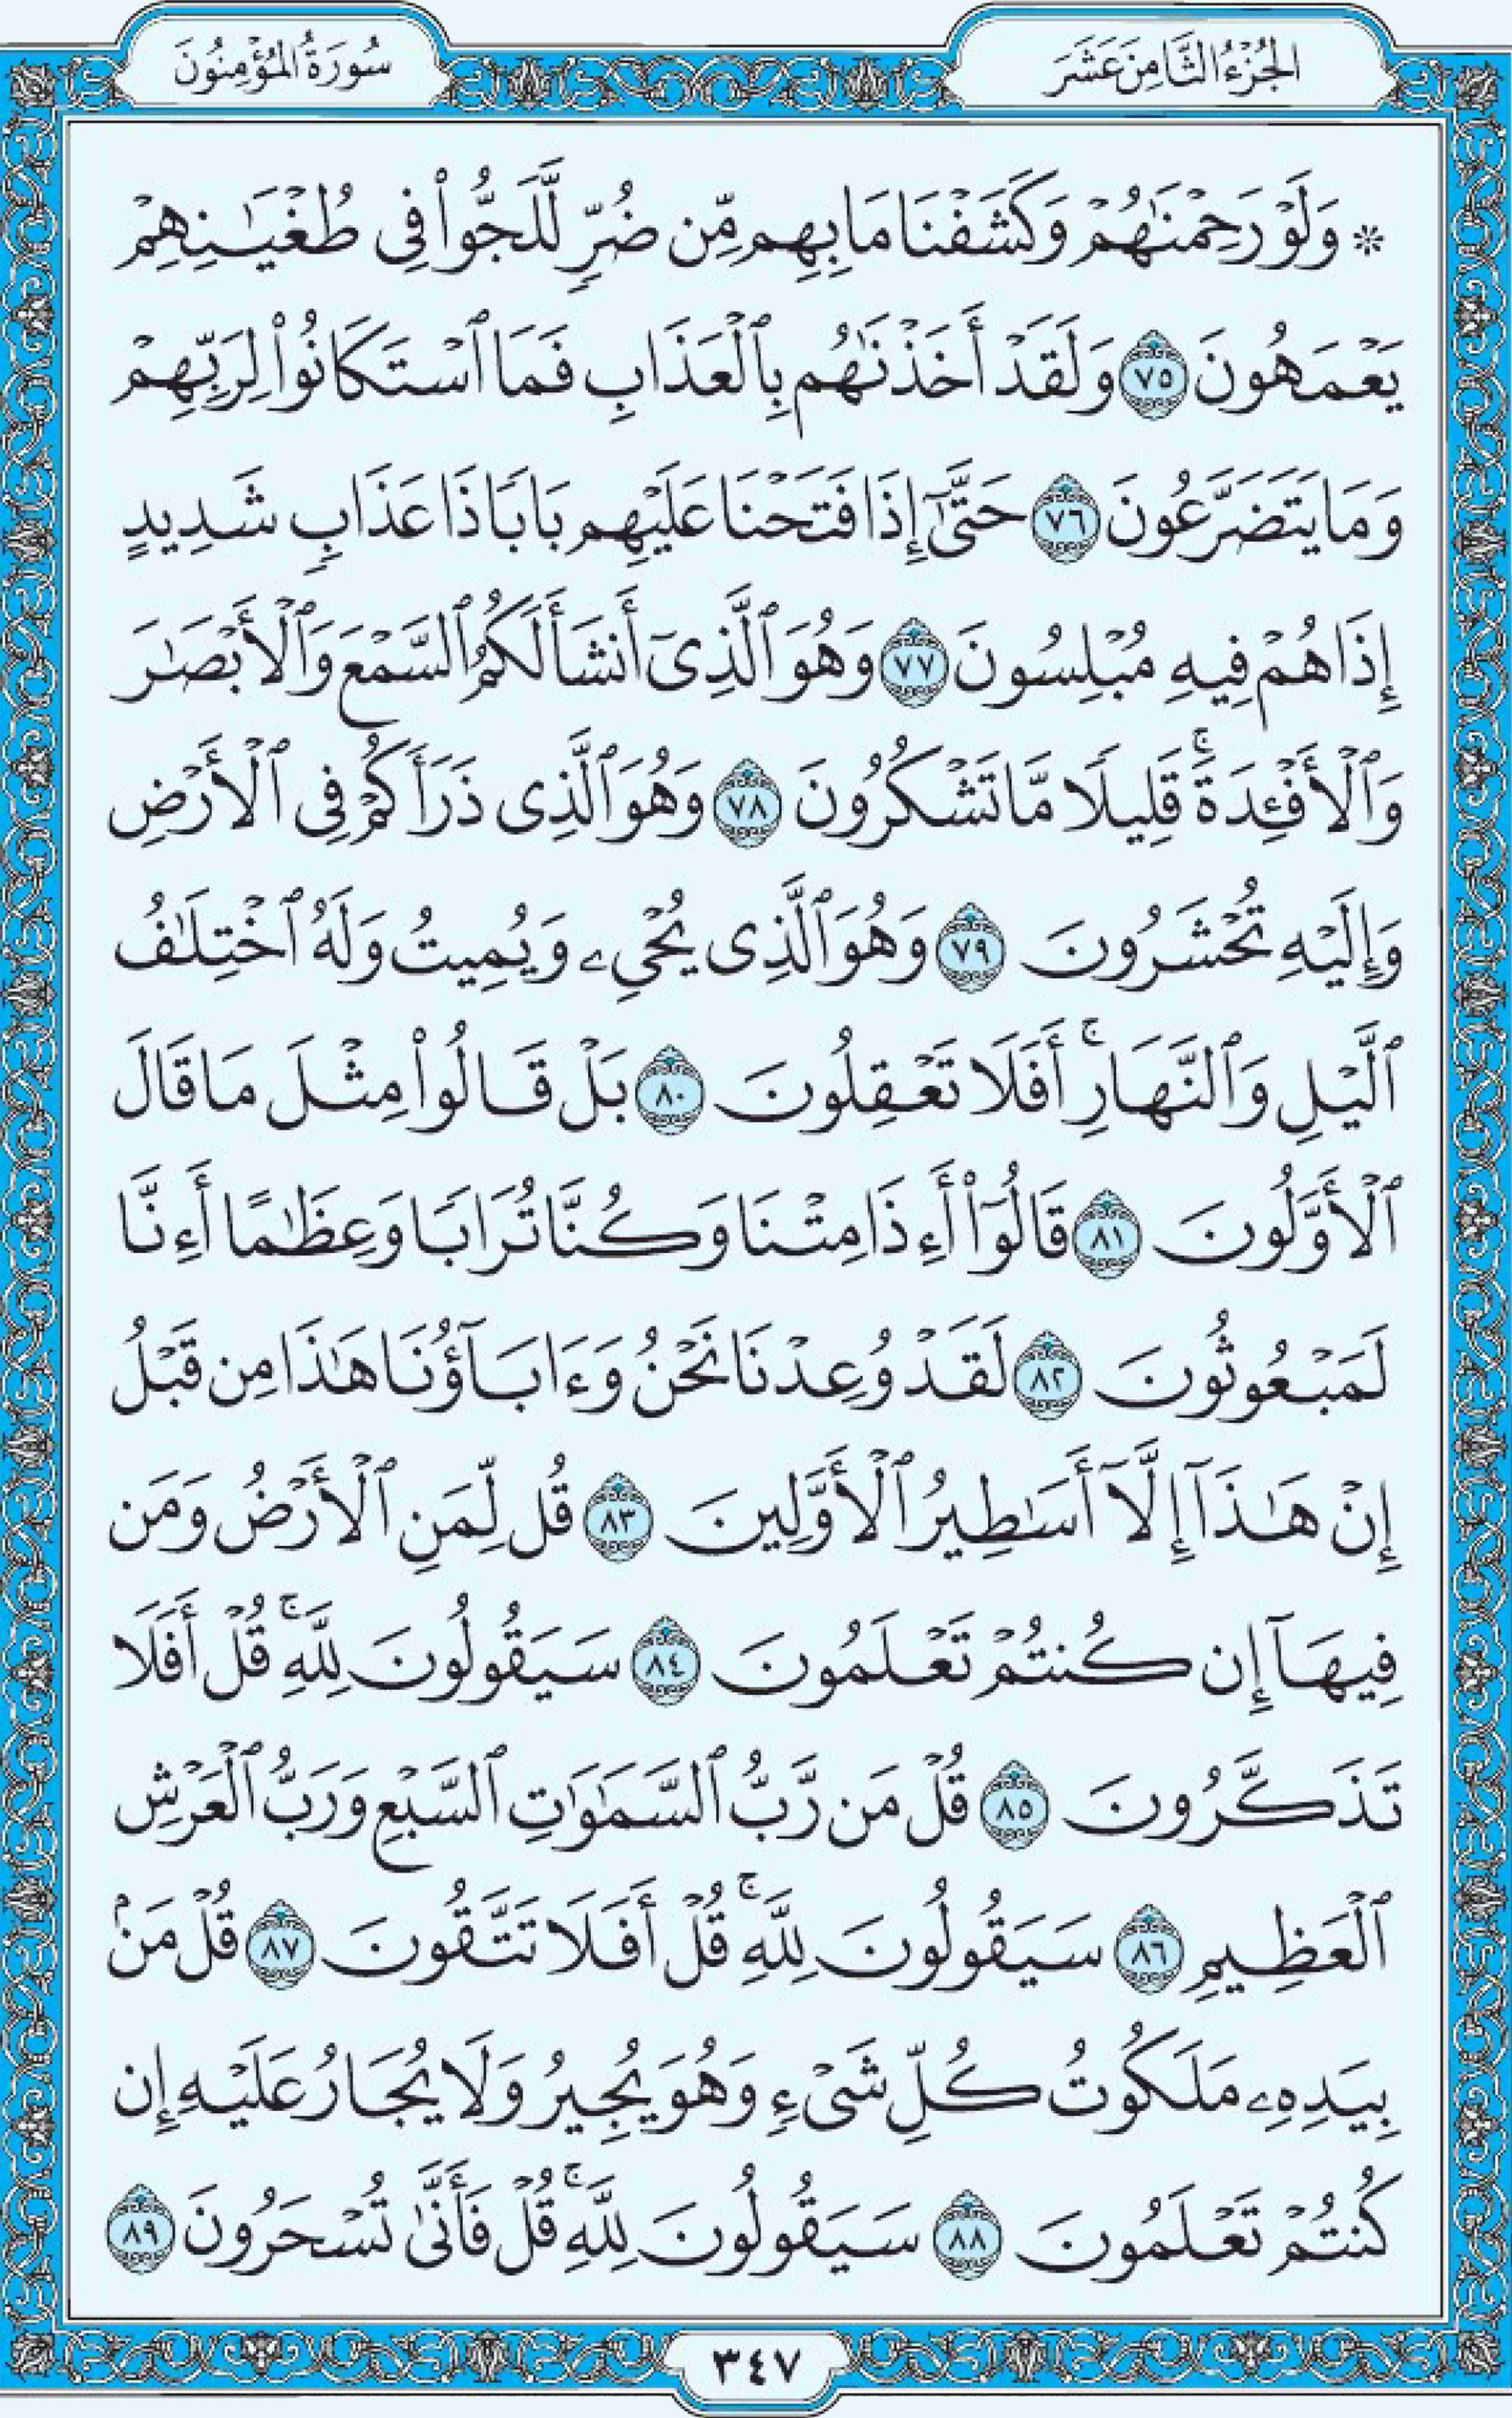 الجُزْءُ الثَّامِنَ عَشَرَ
سُورَةُ المُؤْمِنُونَ
۞ وَلَوْ رَحِمْنَٰهُمْ وَكَشَفْنَا مَا بِهِم مِّن ضُرٍّ لَّلَجُّوا۟ فِى طُغْيَٰنِهِمْ
يَعْمَهُونَ ٧٥ وَلَقَدْ أَخَذْنَٰهُم بِٱلْعَذَابِ فَمَا ٱسْتَكَانُوا۟ لِرَبِّهِمْ
وَمَا يَتَضَرَّعُونَ ٧٦ حَتَّىٰٓ إِذَا فَتَحْنَا عَلَيْهِم بَابًا ذَا عَذَابٍ شَدِيدٍ
إِذَا هُمْ فِيهِ مُبْلِسُونَ ٧٧ وَهُوَ ٱلَّذِىٓ أَنشَأَ لَكُمُ ٱلسَّمْعَ وَٱلْأَبْصَٰرَ
وَٱلْأَفْـِٔدَةَ ۚ قَلِيلًا مَّا تَشْكُرُونَ ٧٨ وَهُوَ ٱلَّذِى ذَرَأَكُمْ فِى ٱلْأَرْضِ
وَإِلَيْهِ تُحْشَرُونَ ٧٩ وَهُوَ ٱلَّذِى يُحْىِۦ وَيُمِيتُ وَلَهُ ٱخْتِلَٰفُ
ٱلَّيْلِ وَٱلنَّهَارِ ۚ أَفَلَا تَعْقِلُونَ ٨٠ بَلْ قَالُوا۟ مِثْلَ مَا قَالَ
ٱلْأَوَّلُونَ ٨١ قَالُوٓا۟ أَءِذَا مِتْنَا وَكُنَّا تُرَابًا وَعِظَٰمًا أَءِنَّا
لَمَبْعُوثُونَ ٨٢ لَقَدْ وُعِدْنَا نَحْنُ وَءَابَآؤُنَا هَٰذَا مِن قَبْلُ
إِنْ هَٰذَآ إِلَّآ أَسَٰطِيرُ ٱلْأَوَّلِينَ ٨٣ قُل لِّمَنِ ٱلْأَرْضُ وَمَن
فِيهَآ إِن كُنتُمْ تَعْلَمُونَ ٨٤ سَيَقُولُونَ لِلَّهِ ۚ قُلْ أَفَلَا
تَذَكَّرُونَ ٨٥ قُلْ مَن رَّبُّ ٱلسَّمَٰوَٰتِ ٱلسَّبْعِ وَرَبُّ ٱلْعَرْشِ
ٱلْعَظِيمِ ٨٦ سَيَقُولُونَ لِلَّهِ ۚ قُلْ أَفَلَا تَتَّقُونَ ٨٧ قُلْ مَنۢ
بِيَدِهِۦ مَلَكُوتُ كُلِّ شَىْءٍ وَهُوَ يُجِيرُ وَلَا يُجَارُ عَلَيْهِ إِن
كُنتُمْ تَعْلَمُونَ ٨٨ سَيَقُولُونَ لِلَّهِ ۚ قُلْ فَأَنَّىٰ تُسْحَرُونَ ٨٩
٣٤٧